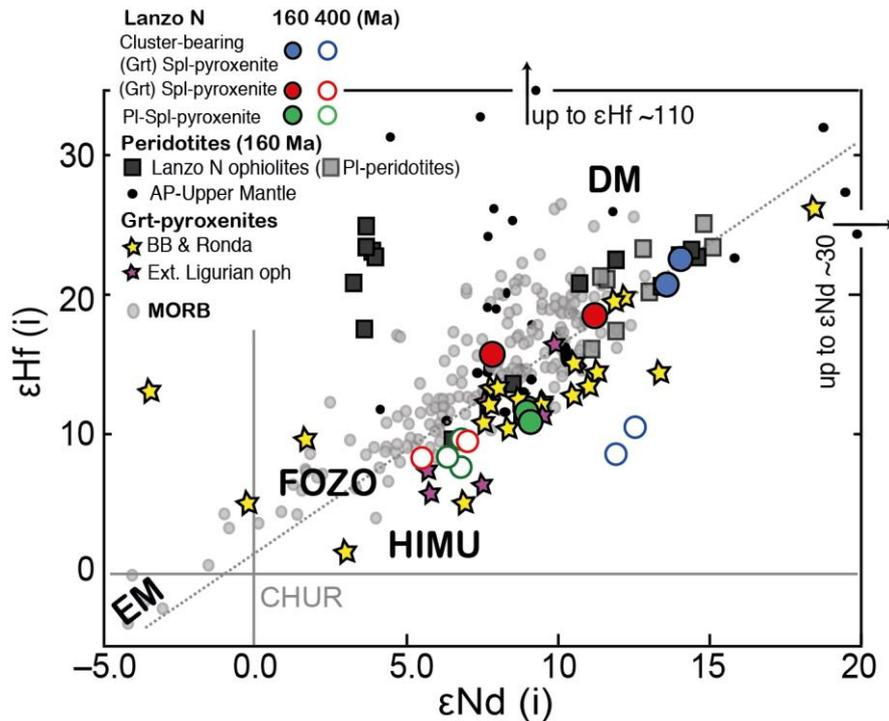 Lanzo N 160 400 (Ma)
Cluster-bearing
(Grt) Spl-pyroxenite
(Grt) Spl-pyroxenite
Pl-Spl-pyroxenite
Peridotites (160 Ma)
Lanzo N ophiolites (Pl-peridotites)
AP-Upper Mantle
Grt-pyroxenites
BB & Ronda
Ext. Ligurian oph
MORB
up to εHf ~110
DM
up to εNd ~30
FOZO
HIMU
EM
CHUR
εHf (i)
30
20
10
0
−5.0 0.0 5.0 10 15 20
εNd (i)